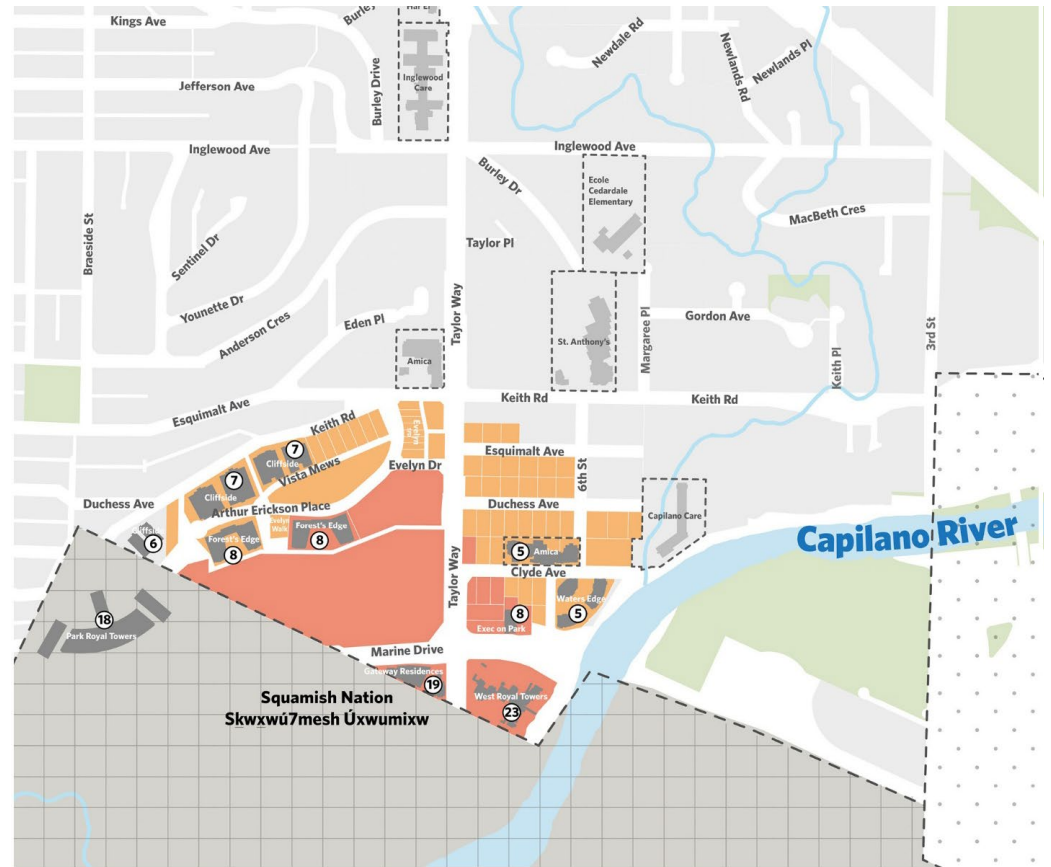 Kings Ave
Burley
Inglewood
Care
Burley Drive
Jefferson Ave
Newdale Rd
Newlands Rd
Newlands Pl
Inglewood Ave
Inglewood Ave
Burley Dr
Ecole
Cedardale
Elementary
MacBeth Cres
Braeside St
Sentinel Dr
Taylor Pl
Younette Dr
Anderson Cres
Eden Pl
Taylor Way
St. Anthony's
Margaree Pl
Gordon Ave
3rd St
Keith Pl
Amica
Esquimalt Ave
Keith Rd
Keith Rd
Keith Rd
7
Cliffside
Vista Mews
Evelyn Dr
Esquimalt Ave
6th St
7
Cliffside
Duchess Ave
Arthur Erickson Place
Duchess Ave
Capilano Care
6
Forest's Edge
8
Evelyn
Walk
Forest's Edge
8
5
Amica
Capilano River
Clyde Ave
Taylor Way
Waters Edge
5
8
Exec on Park
18
Park Royal Towers
Marine Drive
Gateway Residences
19
West Royal Towers
23
Squamish Nation
Skwxwú7mesh Úxwumixw